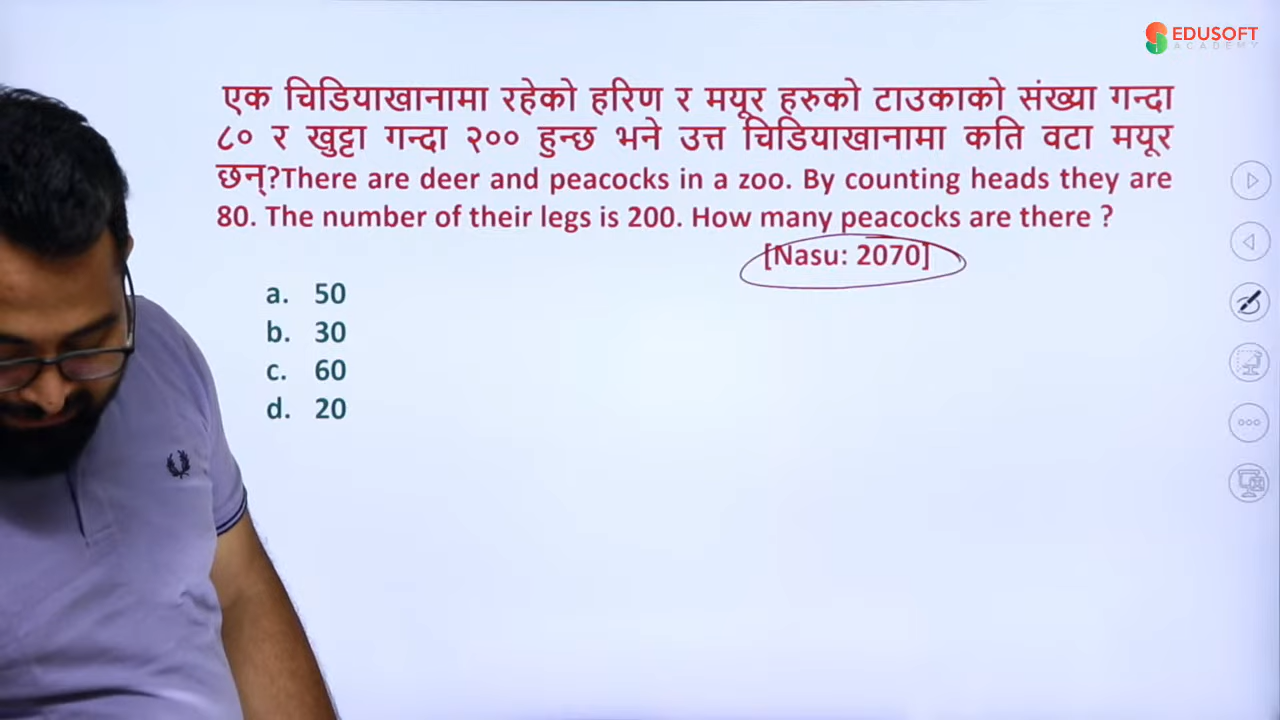 EDUSOFT
ACADEMY
एक चिडियाखानामा रहेको हरिण र मयूर हरुको टाउकाको संख्या गन्दा
८० र खुट्टा गन्दा २०० हुन्छ भने उत्त चिडियाखानामा कति वटा मयूर
छन्?There are deer and peacocks in a zoo. By counting heads they are
80. The number of their legs is 200. How many peacocks are there ?
[Nasu: 2070]
a. 50
b. 30
c. 60
d. 20